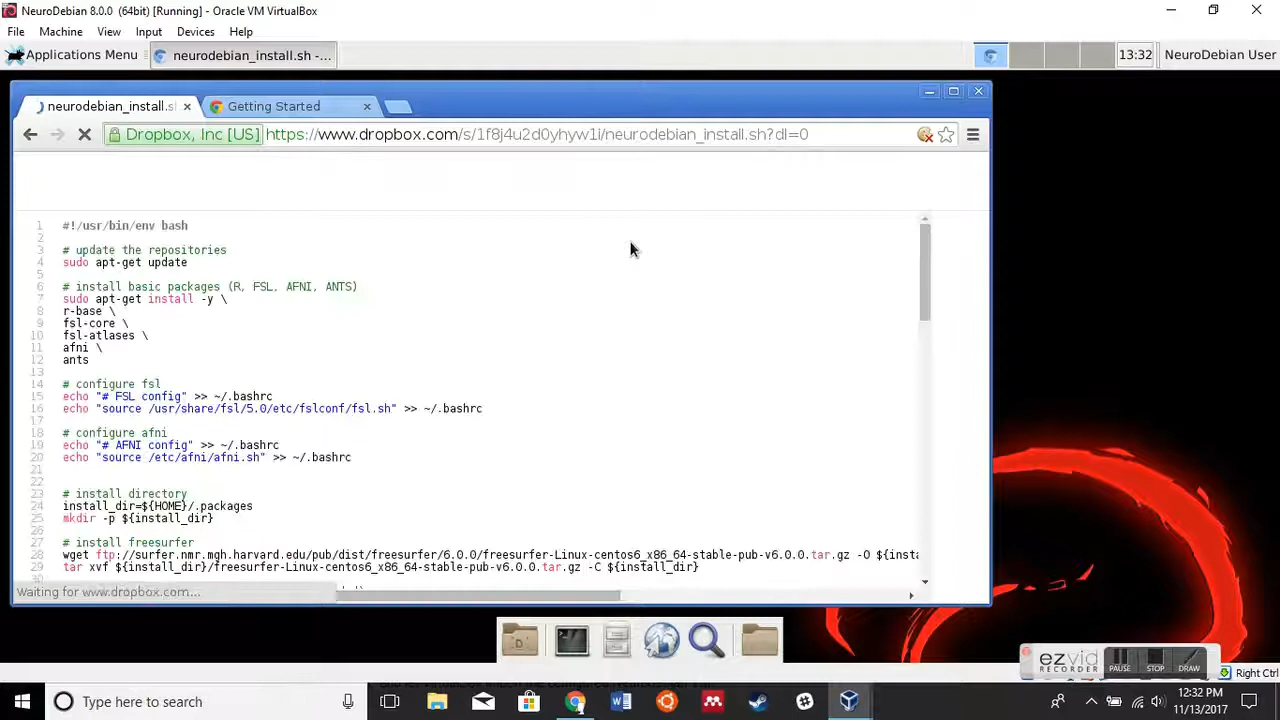 NeuroDebian 8.0.0 (64bit) [Running] - Oracle VM VirtualBox
File Machine View Input Devices Help
Applications Menu neurodebian_install.sh -... 13:32 NeuroDebian User
neurodebian_install.sh Getting Started
Dropbox, Inc [US] https://www.dropbox.com/s/1f8j4u2d0yhyw1i/neurodebian_install.sh?dl=0
1 #!/usr/bin/env bash
2
3 # update the repositories
4 sudo apt-get update
5
6 # install basic packages (R, FSL, AFNI, ANTS)
7 sudo apt-get install -y \
8 r-base \
9 fsl-core \
10 fsl-atlases \
11 afni \
12 ants
13
14 # configure fsl
15 echo "# FSL config" >> ~/.bashrc
16 echo "source /usr/share/fsl/5.0/etc/fslconf/fsl.sh" >> ~/.bashrc
17
18 # configure afni
19 echo "# AFNI config" >> ~/.bashrc
20 echo "source /etc/afni/afni.sh" >> ~/.bashrc
21
22
23 # install directory
24 install_dir=${HOME}/.packages
25 mkdir -p ${install_dir}
26
27 # install freesurfer
28 wget ftp://surfer.nmr.mgh.harvard.edu/pub/dist/freesurfer/6.0.0/freesurfer-Linux-centos6_x86_64-stable-pub-v6.0.0.tar.gz -O ${insta
29 tar xvf ${install_dir}/freesurfer-Linux-centos6_x86_64-stable-pub-v6.0.0.tar.gz -C ${install_dir}
Waiting for www.dropbox.com...
ezvid
RECORDER
PAUSE STOP DRAW
Right Ctrl
Type here to search
12:32 PM
11/13/2017